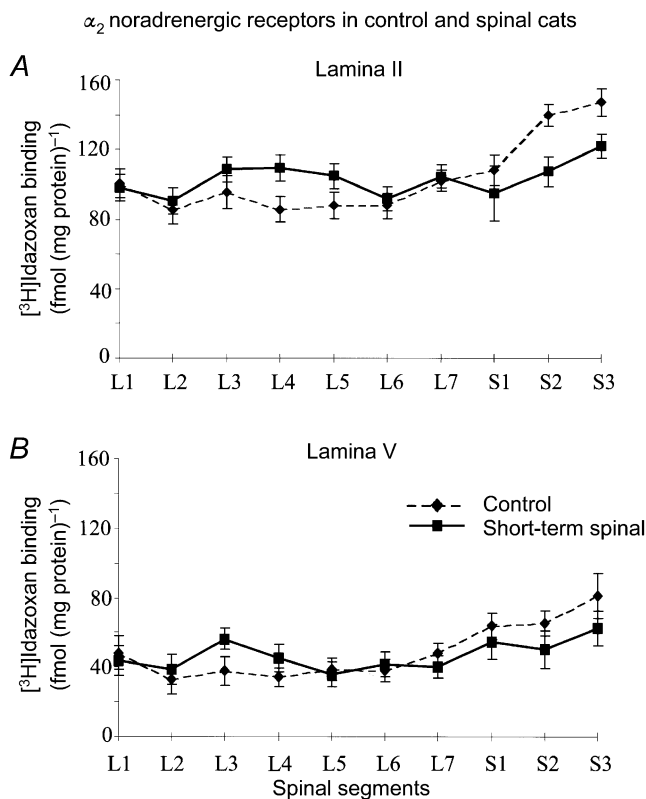 α2 noradrenergic receptors in control and spinal cats
A
Lamina II
[³H]Idazoxan binding
(fmol (mg protein)⁻¹)
160
120
80
40
0
L1 L2 L3 L4 L5 L6 L7 S1 S2 S3
B
Lamina V
[³H]Idazoxan binding
(fmol (mg protein)⁻¹)
160
120
80
40
0
Control
Short-term spinal
L1 L2 L3 L4 L5 L6 L7 S1 S2 S3
Spinal segments